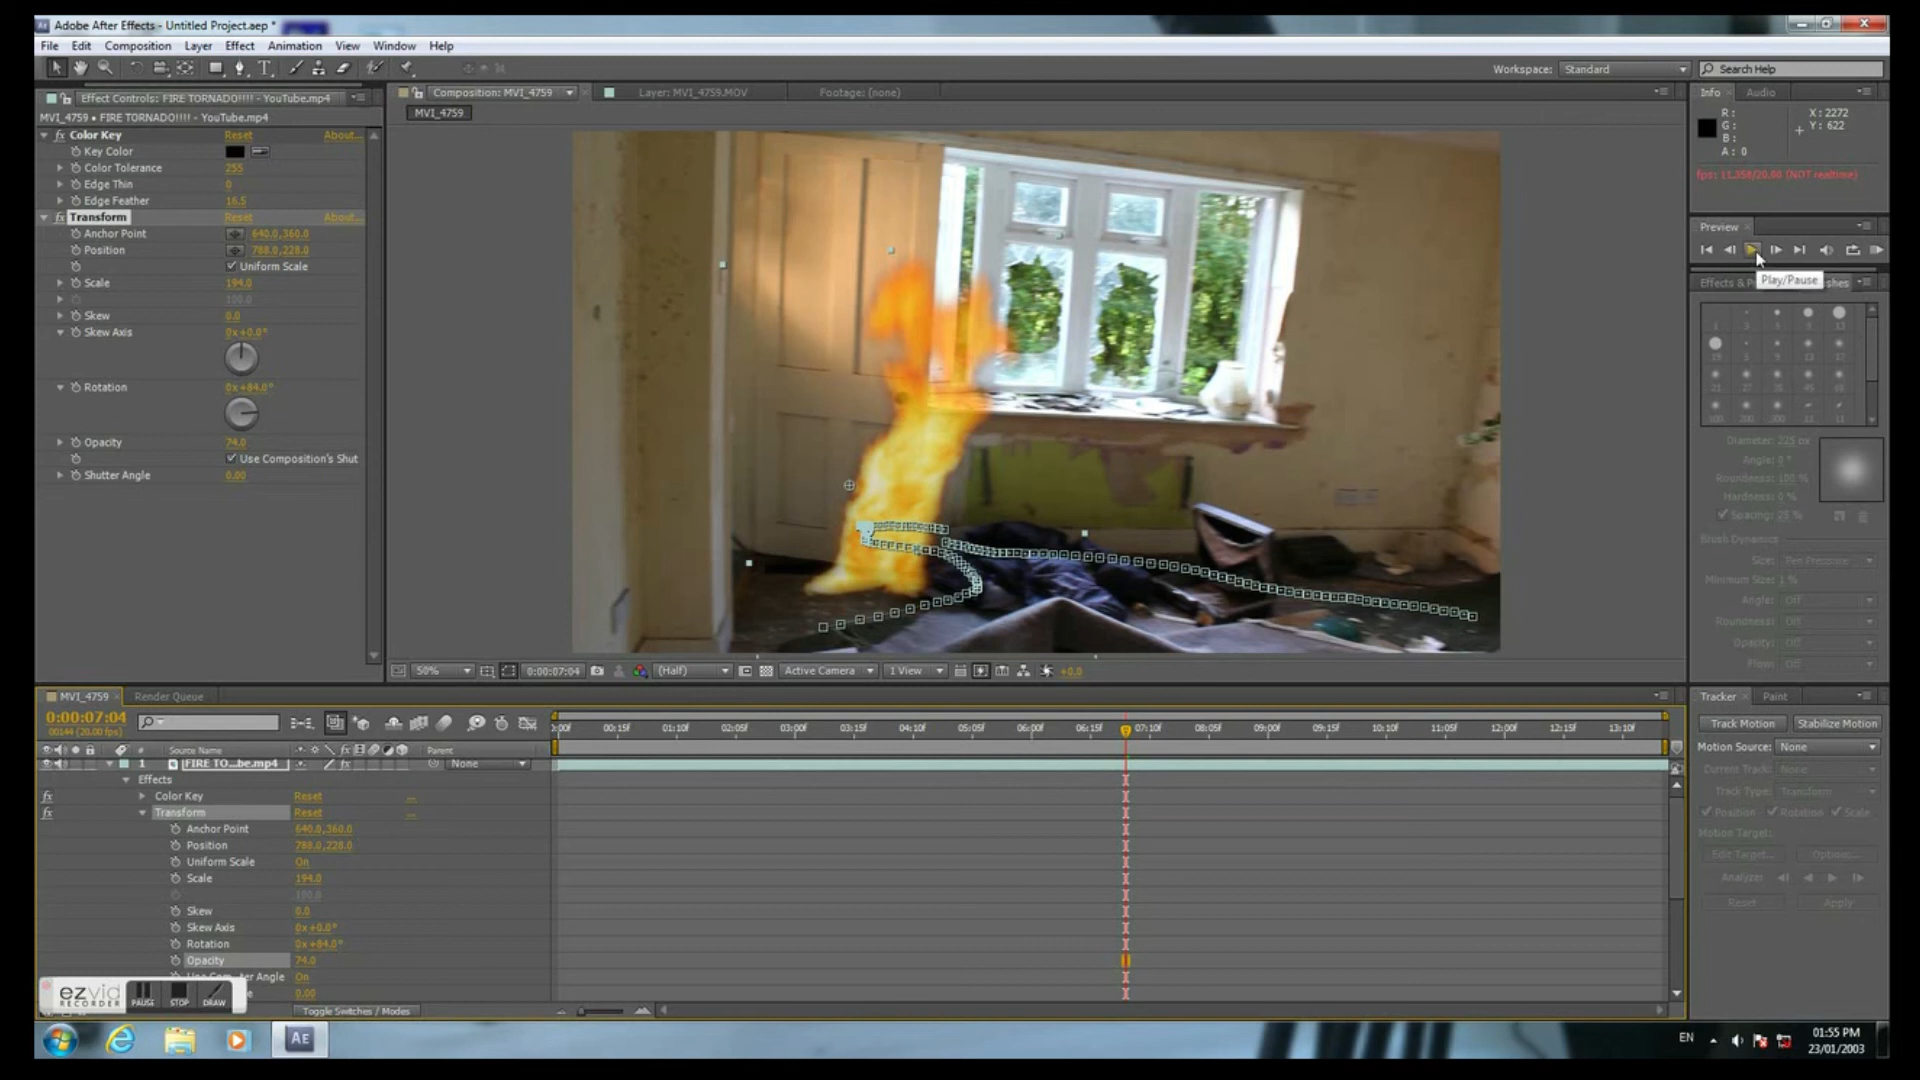 Adobe After Effects - Untitled Project.aep *
File Edit Composition Layer Effect Animation View Window Help
Workspace: Standard Search Help
Effect Controls: FIRE TORNADO!!!! - YouTube.mp4
MVI_4759 • FIRE TORNADO!!!! - YouTube.mp4
fx Color Key Reset About...
Key Color
Color Tolerance 255
Edge Thin 0
Edge Feather 16.5
fx Transform Reset About...
Anchor Point 640.0,360.0
Position 788.0,228.0
Uniform Scale
Scale 194.0
100.0
Skew 0.0
Skew Axis 0x+0.0°
Rotation 0x+84.0°
Opacity 74.0
Use Composition's Shut
Shutter Angle 0.00
Composition: MVI_4759 Layer: MVI_4759.MOV Footage: (none)
MVI_4759
50% 0:00:07:04 (Half) Active Camera 1 View +0.0
Info Audio
R: X: 2272
G: Y: 622
B:
A: 0
fps: 11.358/20.00 (NOT realtime)
Preview
Play/Pause
Effects &
Diameter: 225 px
Angle: 0°
Roundness: 100 %
Hardness: 0 %
Spacing: 25 %
Brush Dynamics
Size: Pen Pressure
Minimum Size: 1 %
Angle: Off
Roundness: Off
Opacity: Off
Flow: Off
Tracker Paint
Track Motion Stabilize Motion
Motion Source: None
Current Track: None
Track Type: Transform
Position Rotation Scale
Motion Target:
Edit Target... Options...
Analyze:
Reset Apply
MVI_4759 Render Queue
0:00:07:04
00144 (20.00 fps)
# Source Name Parent
00:15f 01:10f 02:05f 03:00f 03:15f 04:10f 05:05f 06:00f 06:15f 07:10f 08:05f 09:00f 09:15f 10:10f 11:05f 12:00f 12:15f 13:10f
1 [FIRE TO...be.mp4] None
Effects
fx Color Key Reset ...
fx Transform Reset ...
Anchor Point 640.0,360.0
Position 788.0,228.0
Uniform Scale On
Scale 194.0
100.0
Skew 0.0
Skew Axis 0x+0.0°
Rotation 0x+84.0°
Opacity 74.0
Angle On
0.00
ezvid
RECORDER
PAUSE STOP DRAW
Toggle Switches / Modes
AE
EN
01:55 PM
23/01/2003